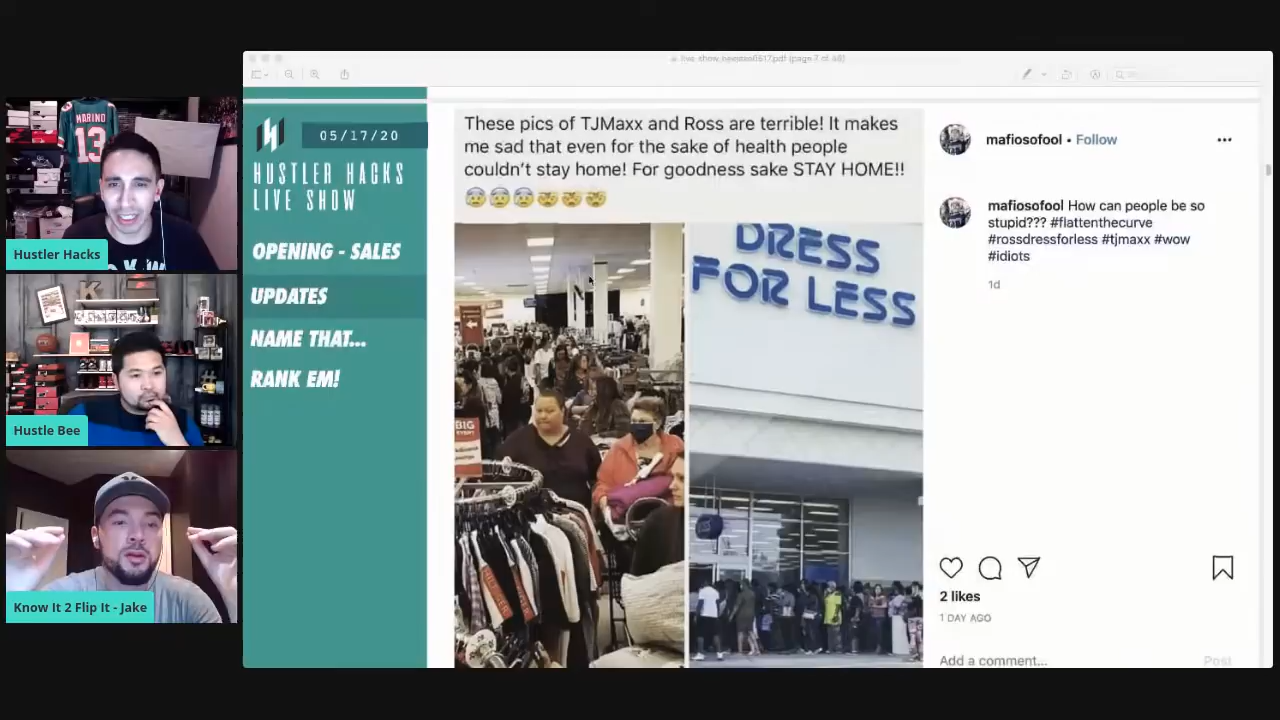 MARINO
13
Hustler Hacks
K
Hustle Bee
Know It 2 Flip It - Jake
05/17/20
HUSTLER HACKS
LIVE SHOW
OPENING - SALES
UPDATES
NAME THAT...
RANK EM!
These pics of TJMaxx and Ross are terrible! It makes
me sad that even for the sake of health people
couldn't stay home! For goodness sake STAY HOME!!
DRESS
FOR LESS
BIG
mafiosofool • Follow
mafiosofool How can people be so
stupid??? #flattenthecurve
#rossdressforless #tjmaxx #wow
#idiots
1d
2 likes
1 DAY AGO
Add a comment...
Post